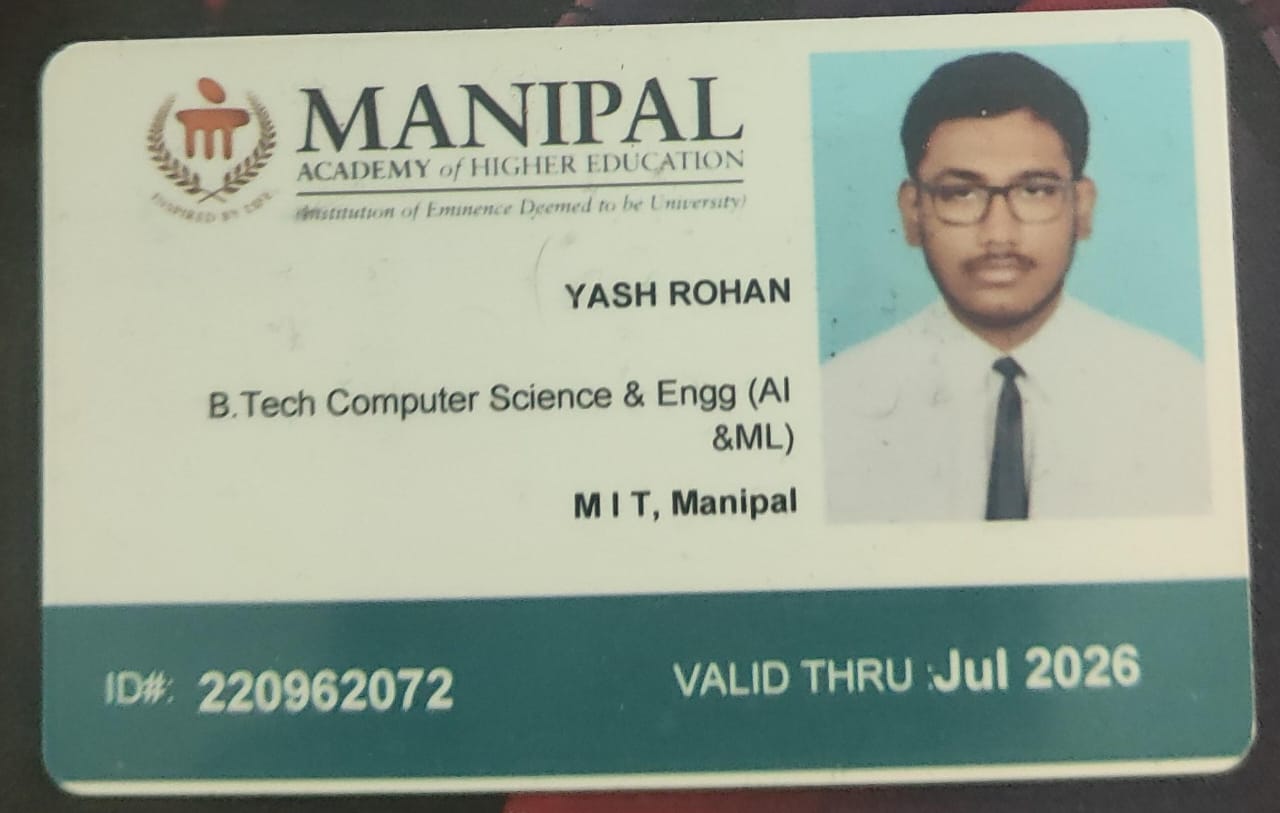 MANIPAL
ACADEMY of HIGHER EDUCATION
(Institution of Eminence Deemed to be University)
INSPIRED BY LIFE
YASH ROHAN
B.Tech Computer Science & Engg (AI
&ML)
M I T, Manipal
ID#: 220962072
VALID THRU :Jul 2026